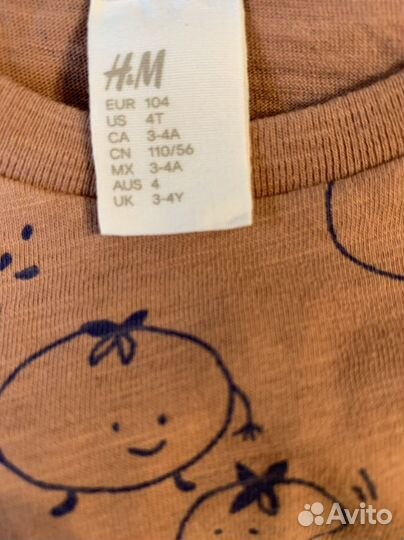 H&M
EUR 104
US 4T
CA 3-4A
CN 110/56
MX 3-4A
AUS 4
UK 3-4Y
Avito